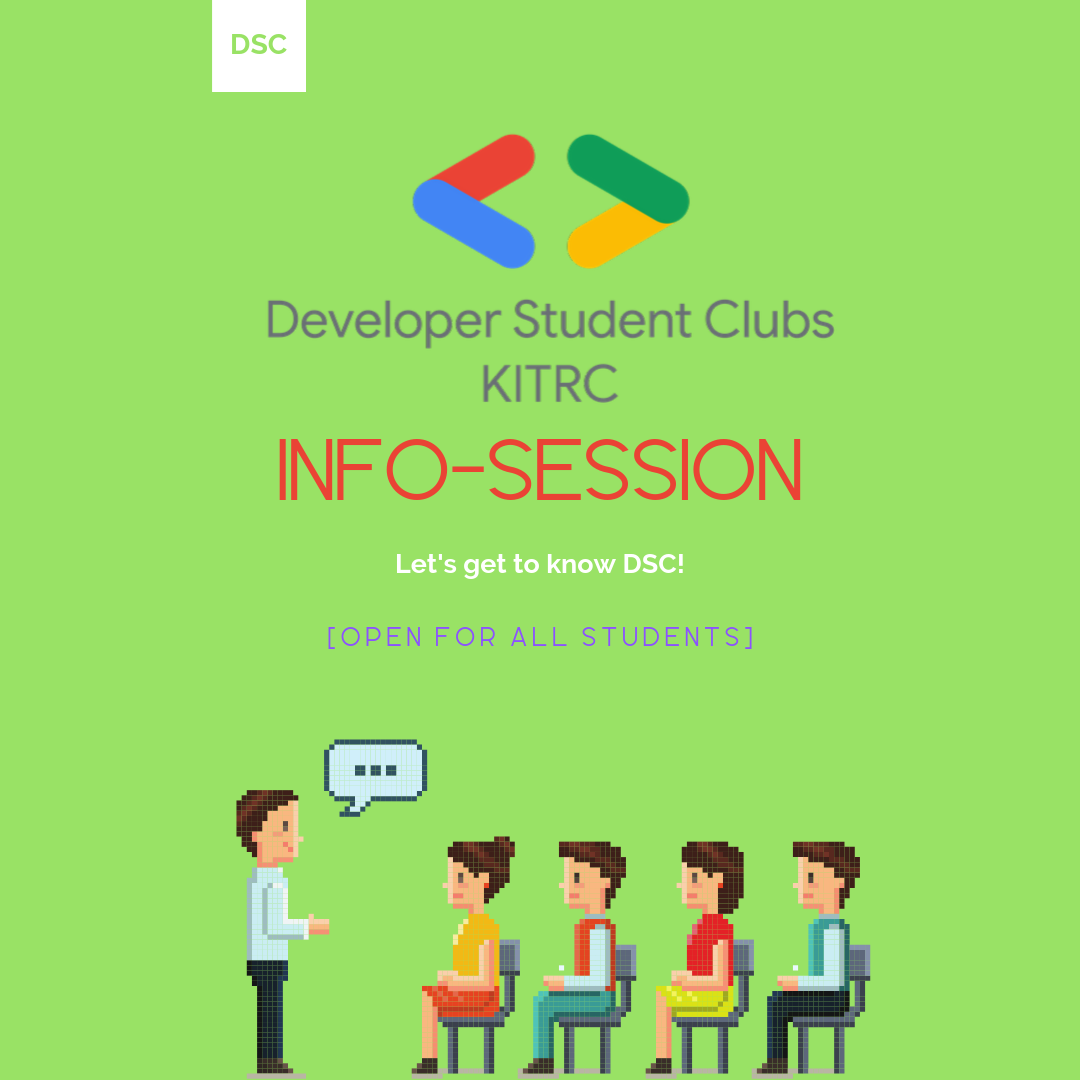 DSC
Developer Student Clubs
KITRC
INFO-SESSION
Let's get to know DSC!
[OPEN FOR ALL STUDENTS]